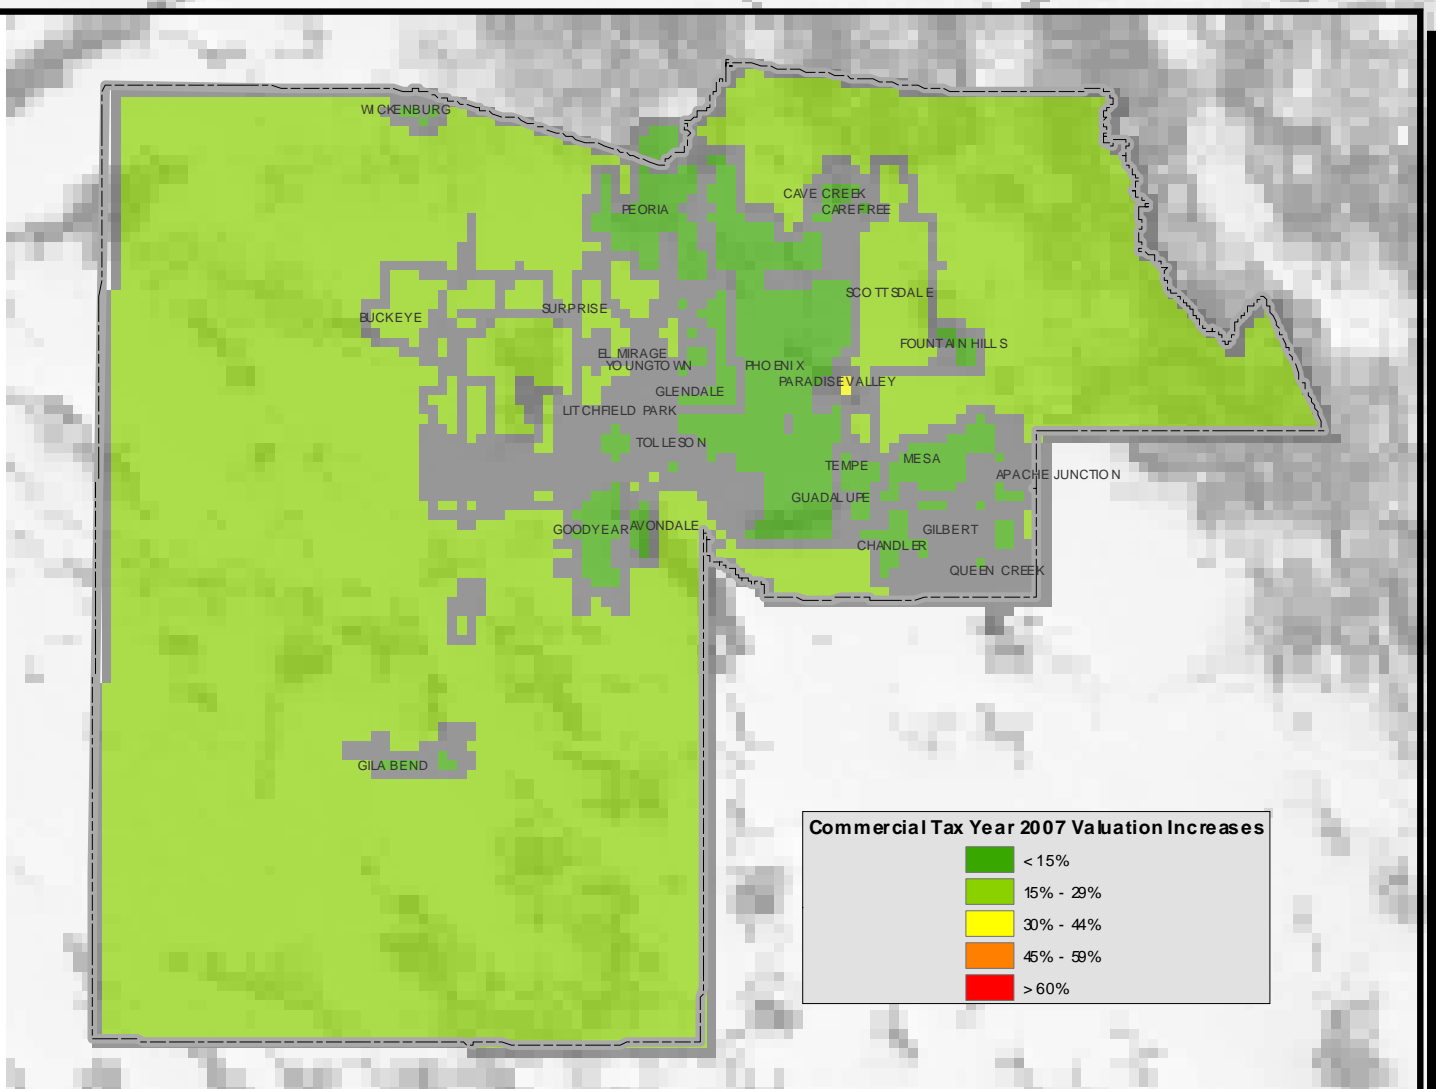 WICKENBURG
CAVE CREEK
PEORIA
CAREFREE
SCOTTSDALE
SURPRISE
BUCKEYE
FOUNTAIN HILLS
EL MIRAGE
YOUNGTOWN
PHOENIX
PARADISE VALLEY
GLENDALE
LITCHFIELD PARK
TOLLESON
MESA
TEMPE
APACHE JUNCTION
GUADALUPE
GOODYEAR
AVONDALE
GILBERT
CHANDLER
QUEEN CREEK
GILA BEND
Commercial Tax Year 2007 Valuation Increases
< 15%
15% - 29%
30% - 44%
45% - 59%
> 60%